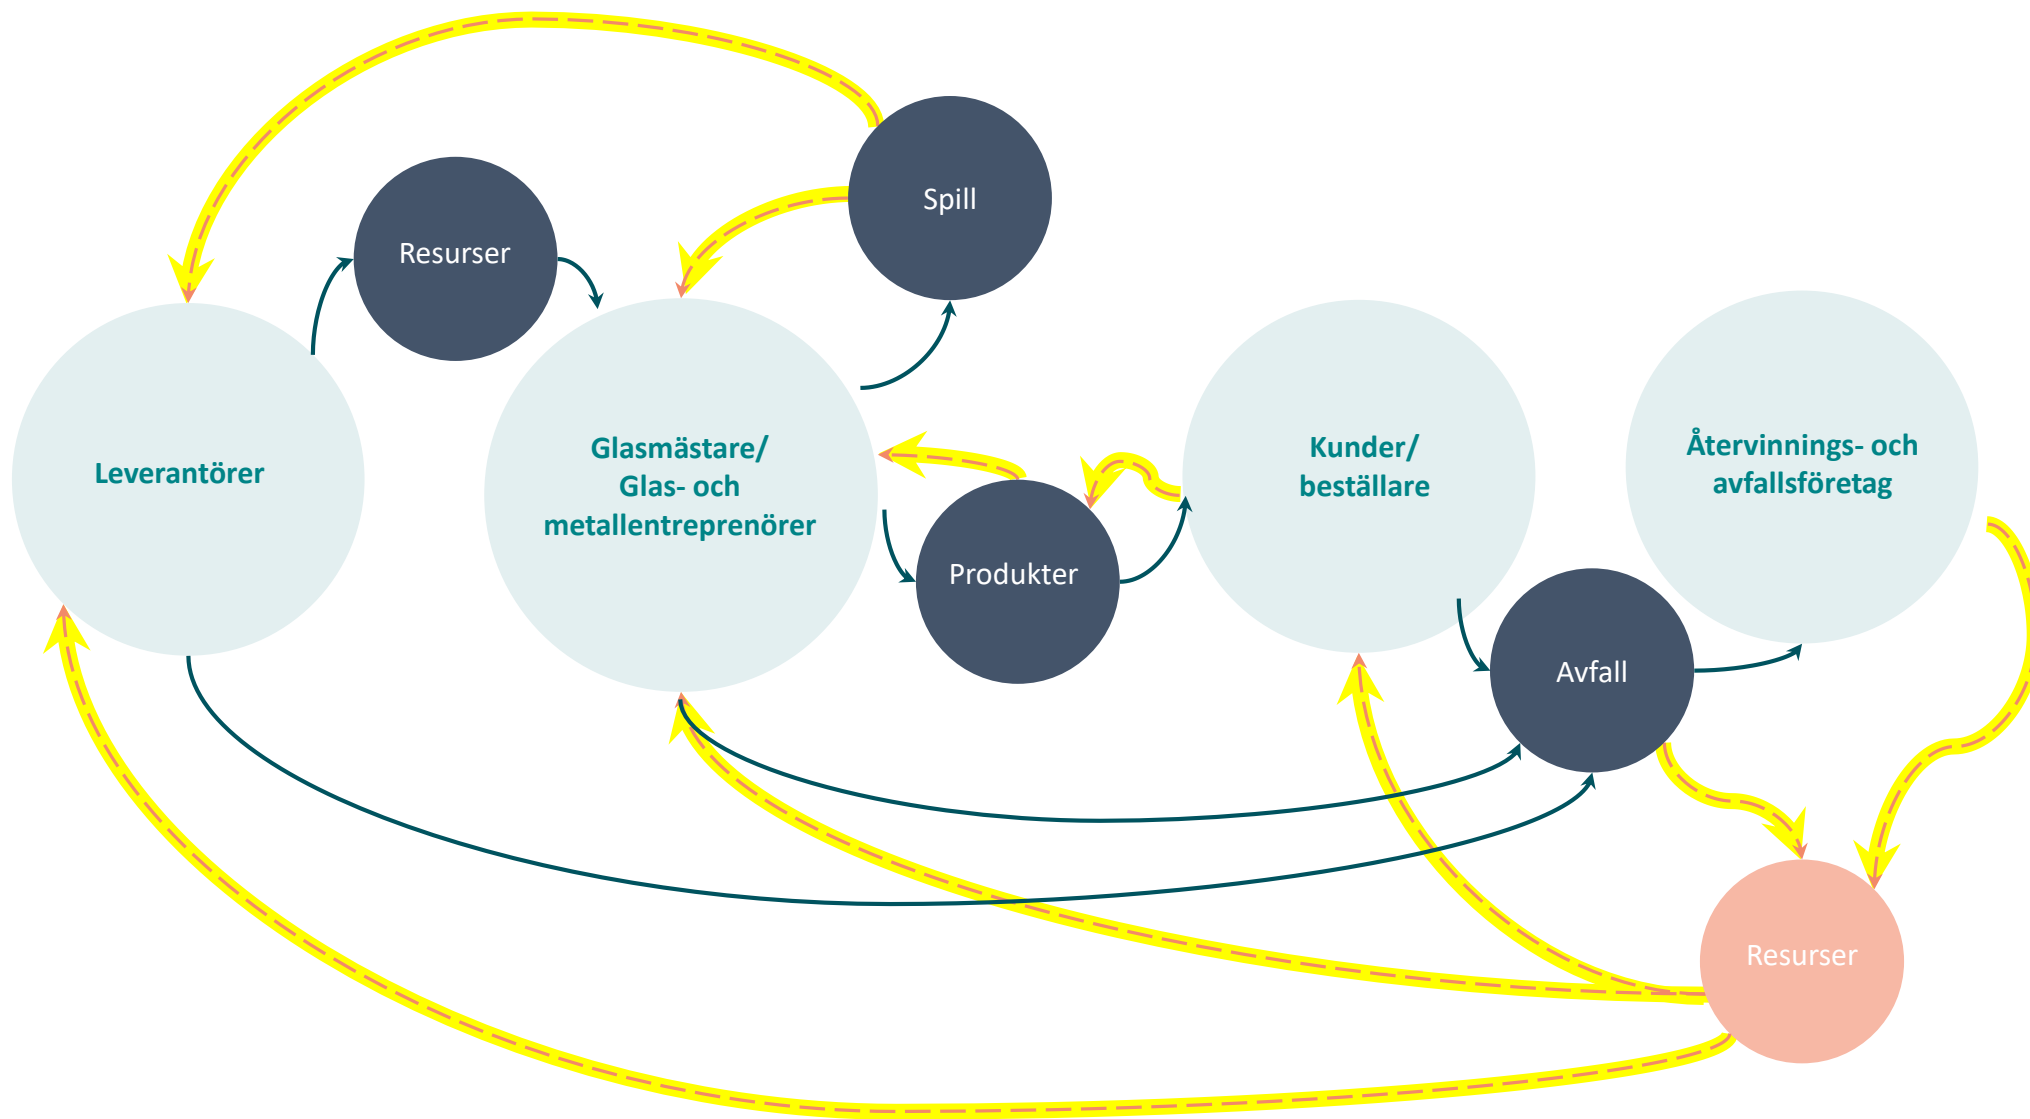 Spill
Resurser
Leverantörer
Glasmästare/
Glas- och
metallentreprenörer
Produkter
Kunder/
beställare
Återvinnings- och
avfallsföretag
Avfall
Resurser